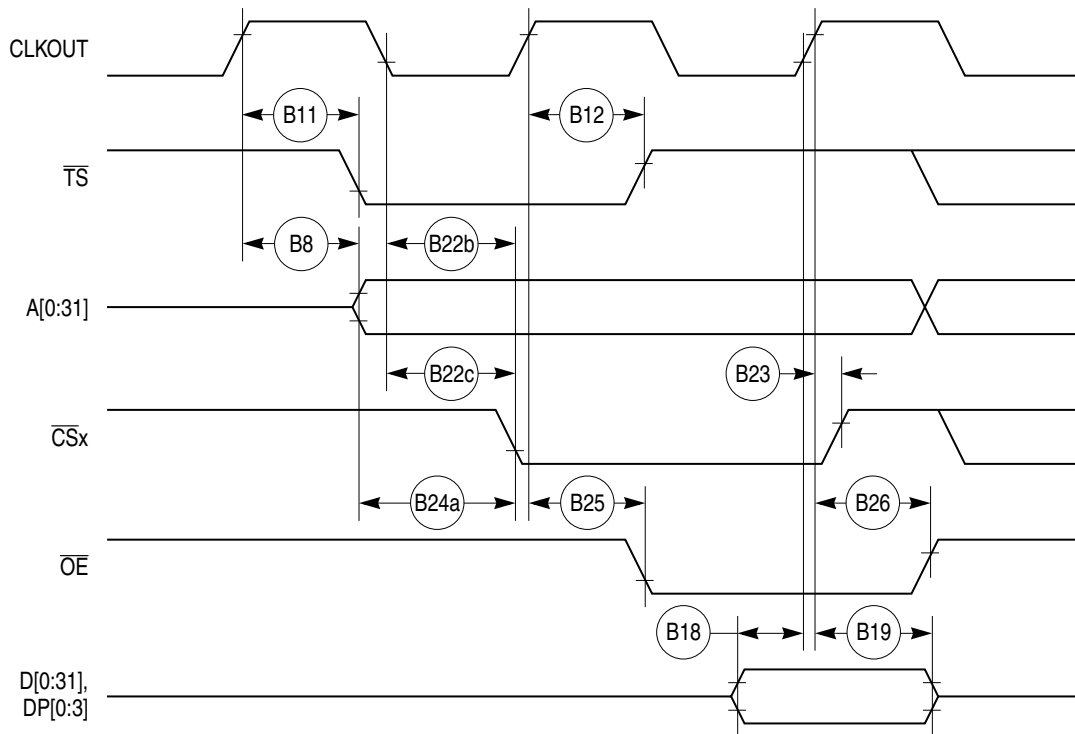 CLKOUT
B11
B12
TS
B8
B22b
A[0:31]
B22c
B23
CSx
B24a
B25
B26
OE
B18
B19
D[0:31],
DP[0:3]